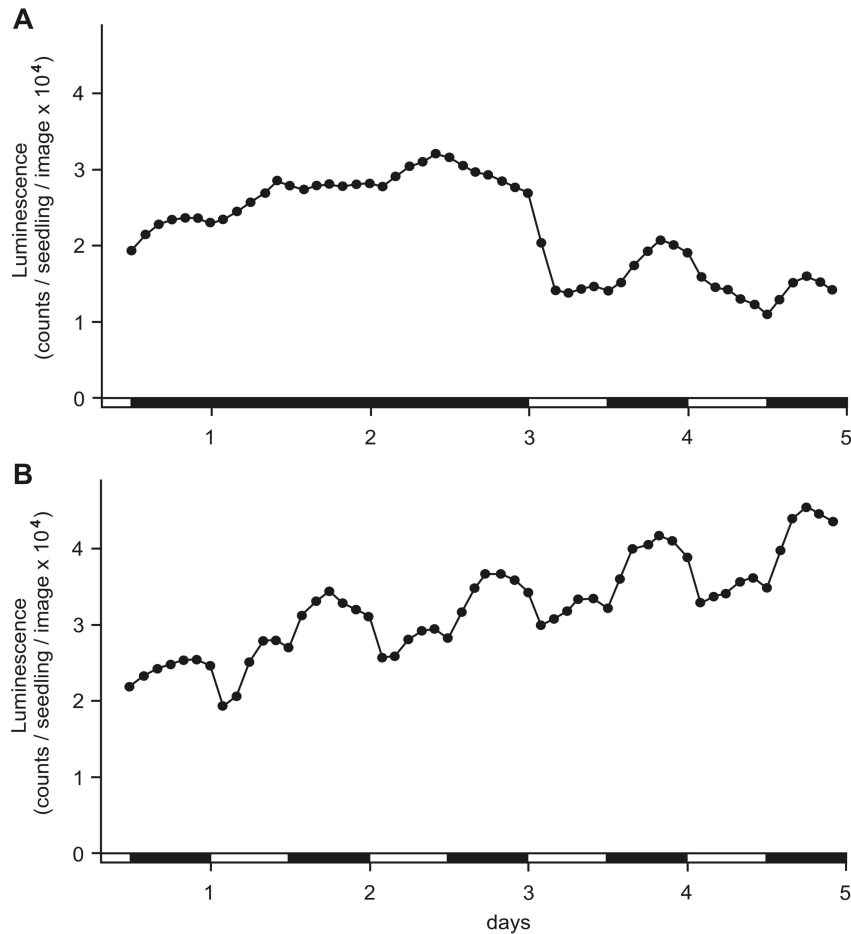 A
Luminescence
(counts / seedling / image x 10⁴)
4
3
2
1
0
1 2 3 4 5
B
Luminescence
(counts / seedling / image x 10⁴)
4
3
2
1
0
1 2 3 4 5
days